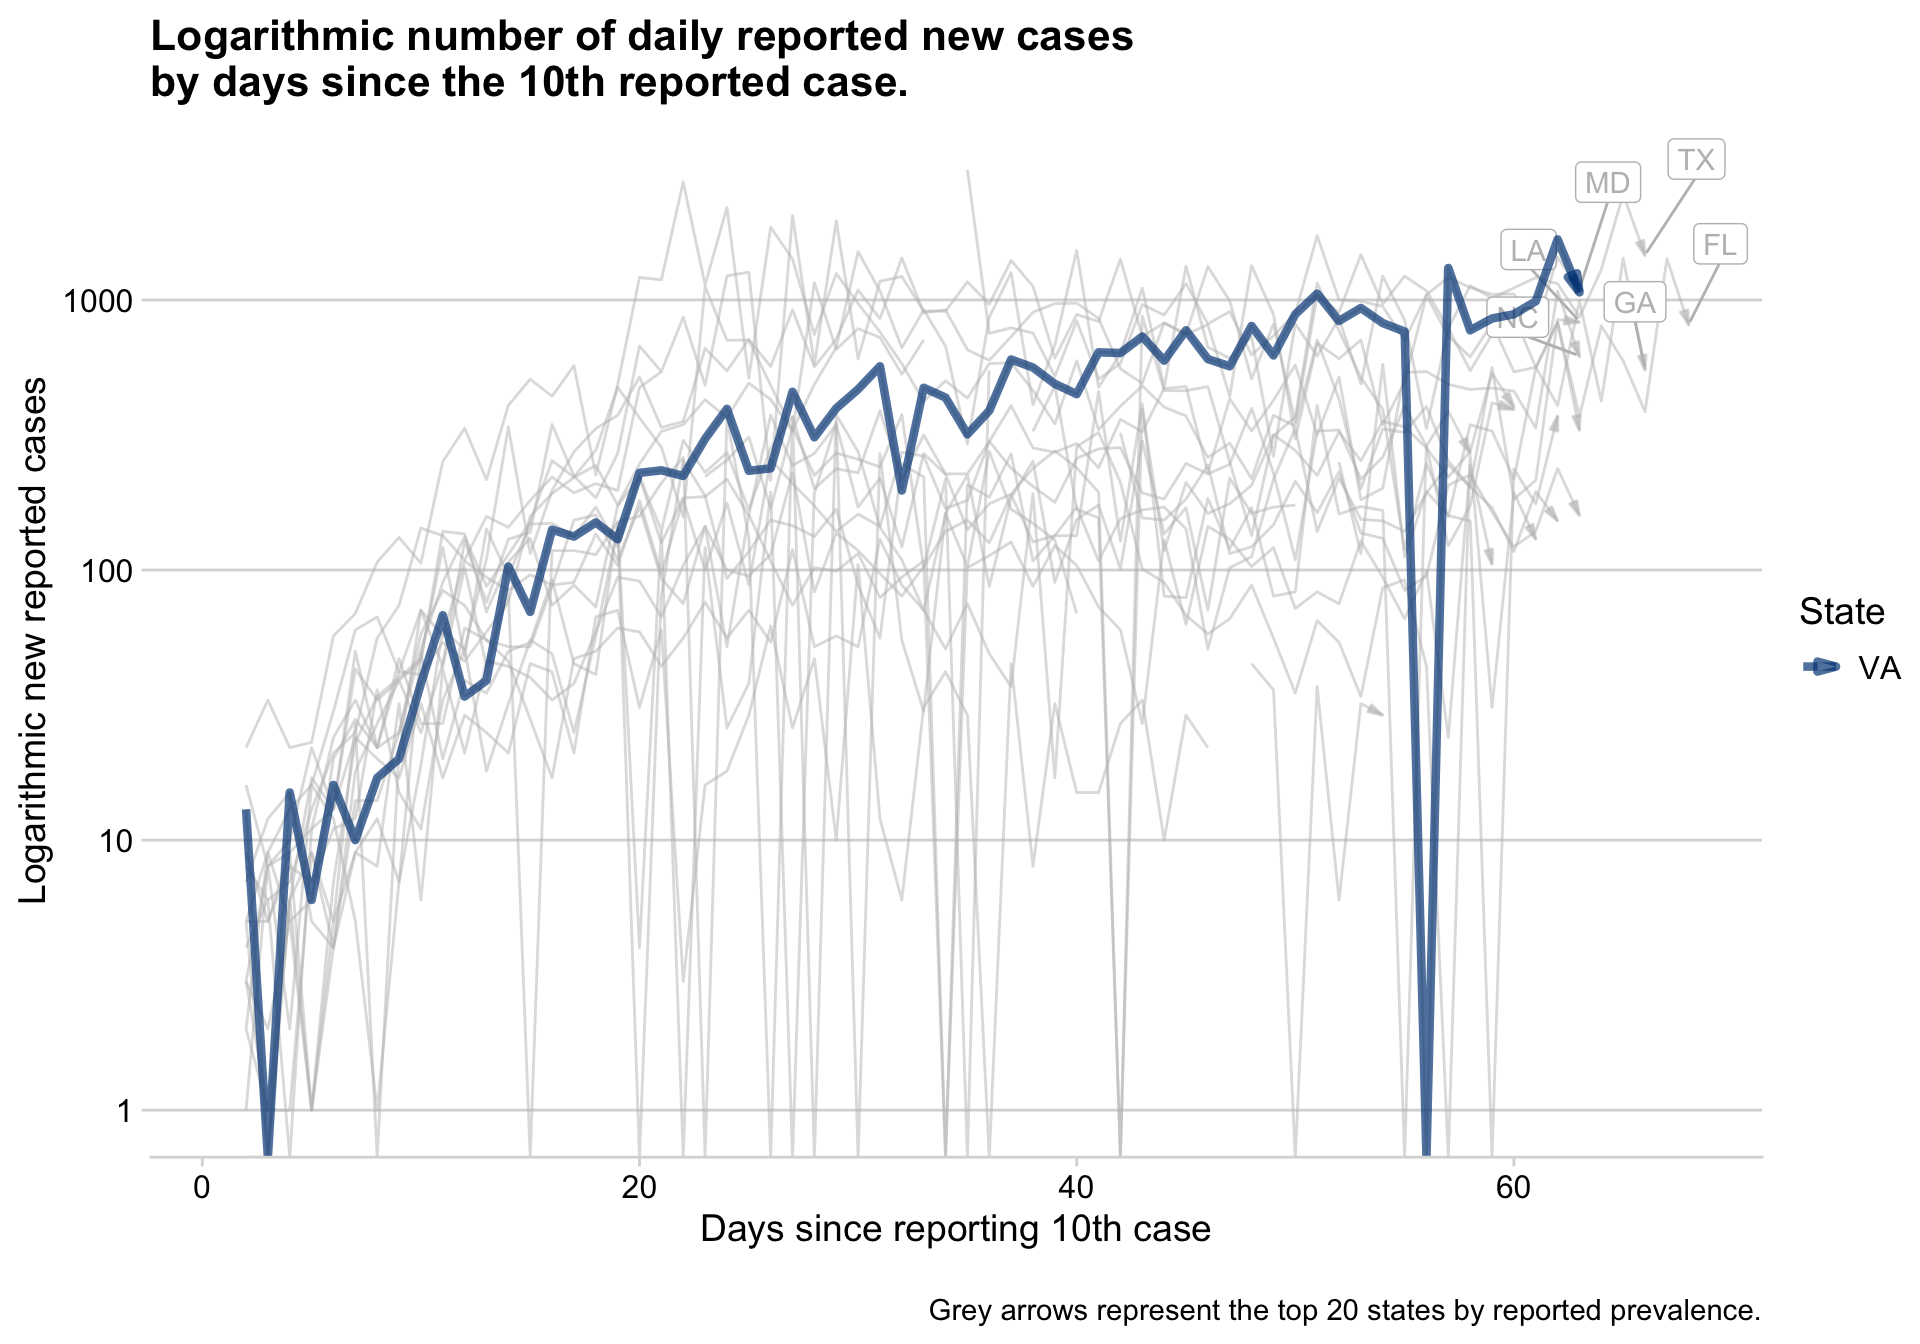 Logarithmic number of daily reported new cases
by days since the 10th reported case.
TX
MD
FL
LA
GA
NC
1000
100
10
1
Logarithmic new reported cases
0
20
40
60
Days since reporting 10th case
State
VA
Grey arrows represent the top 20 states by reported prevalence.